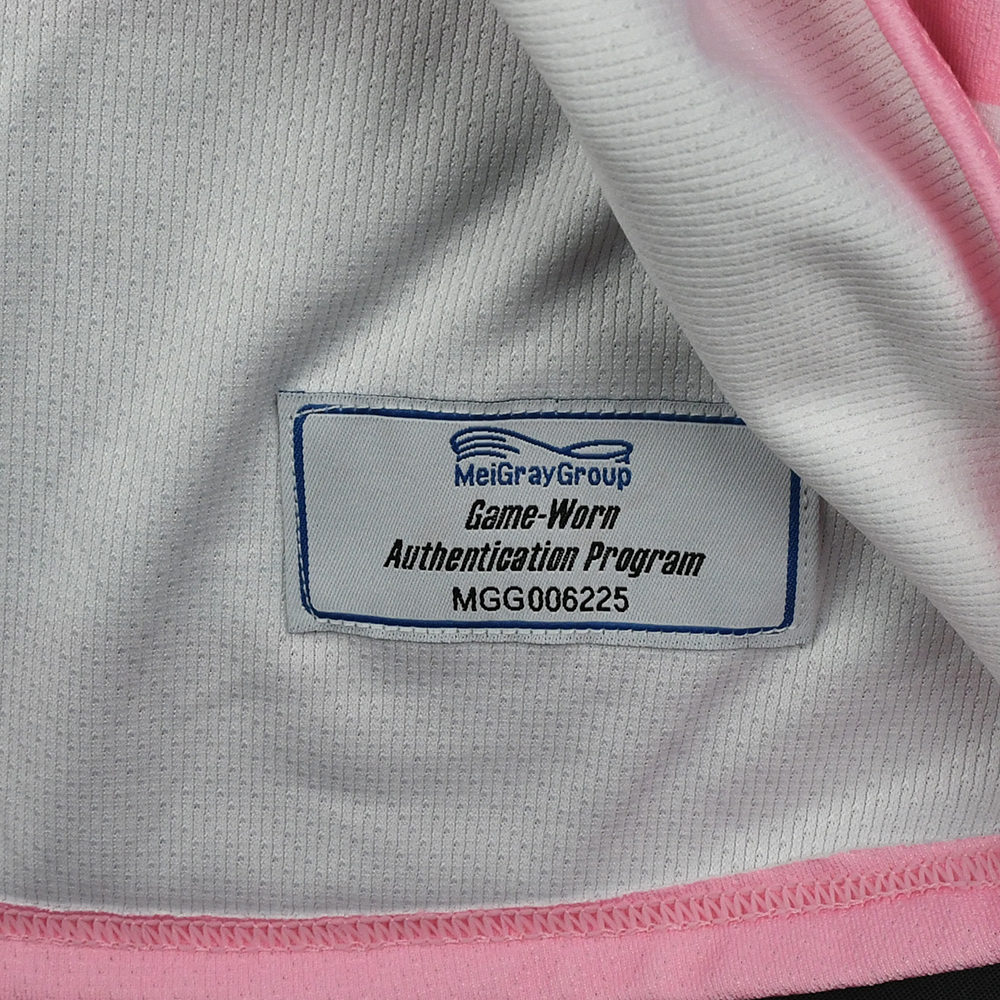 MeiGrayGroup
Game-Worn
Authentication Program
MGG006225